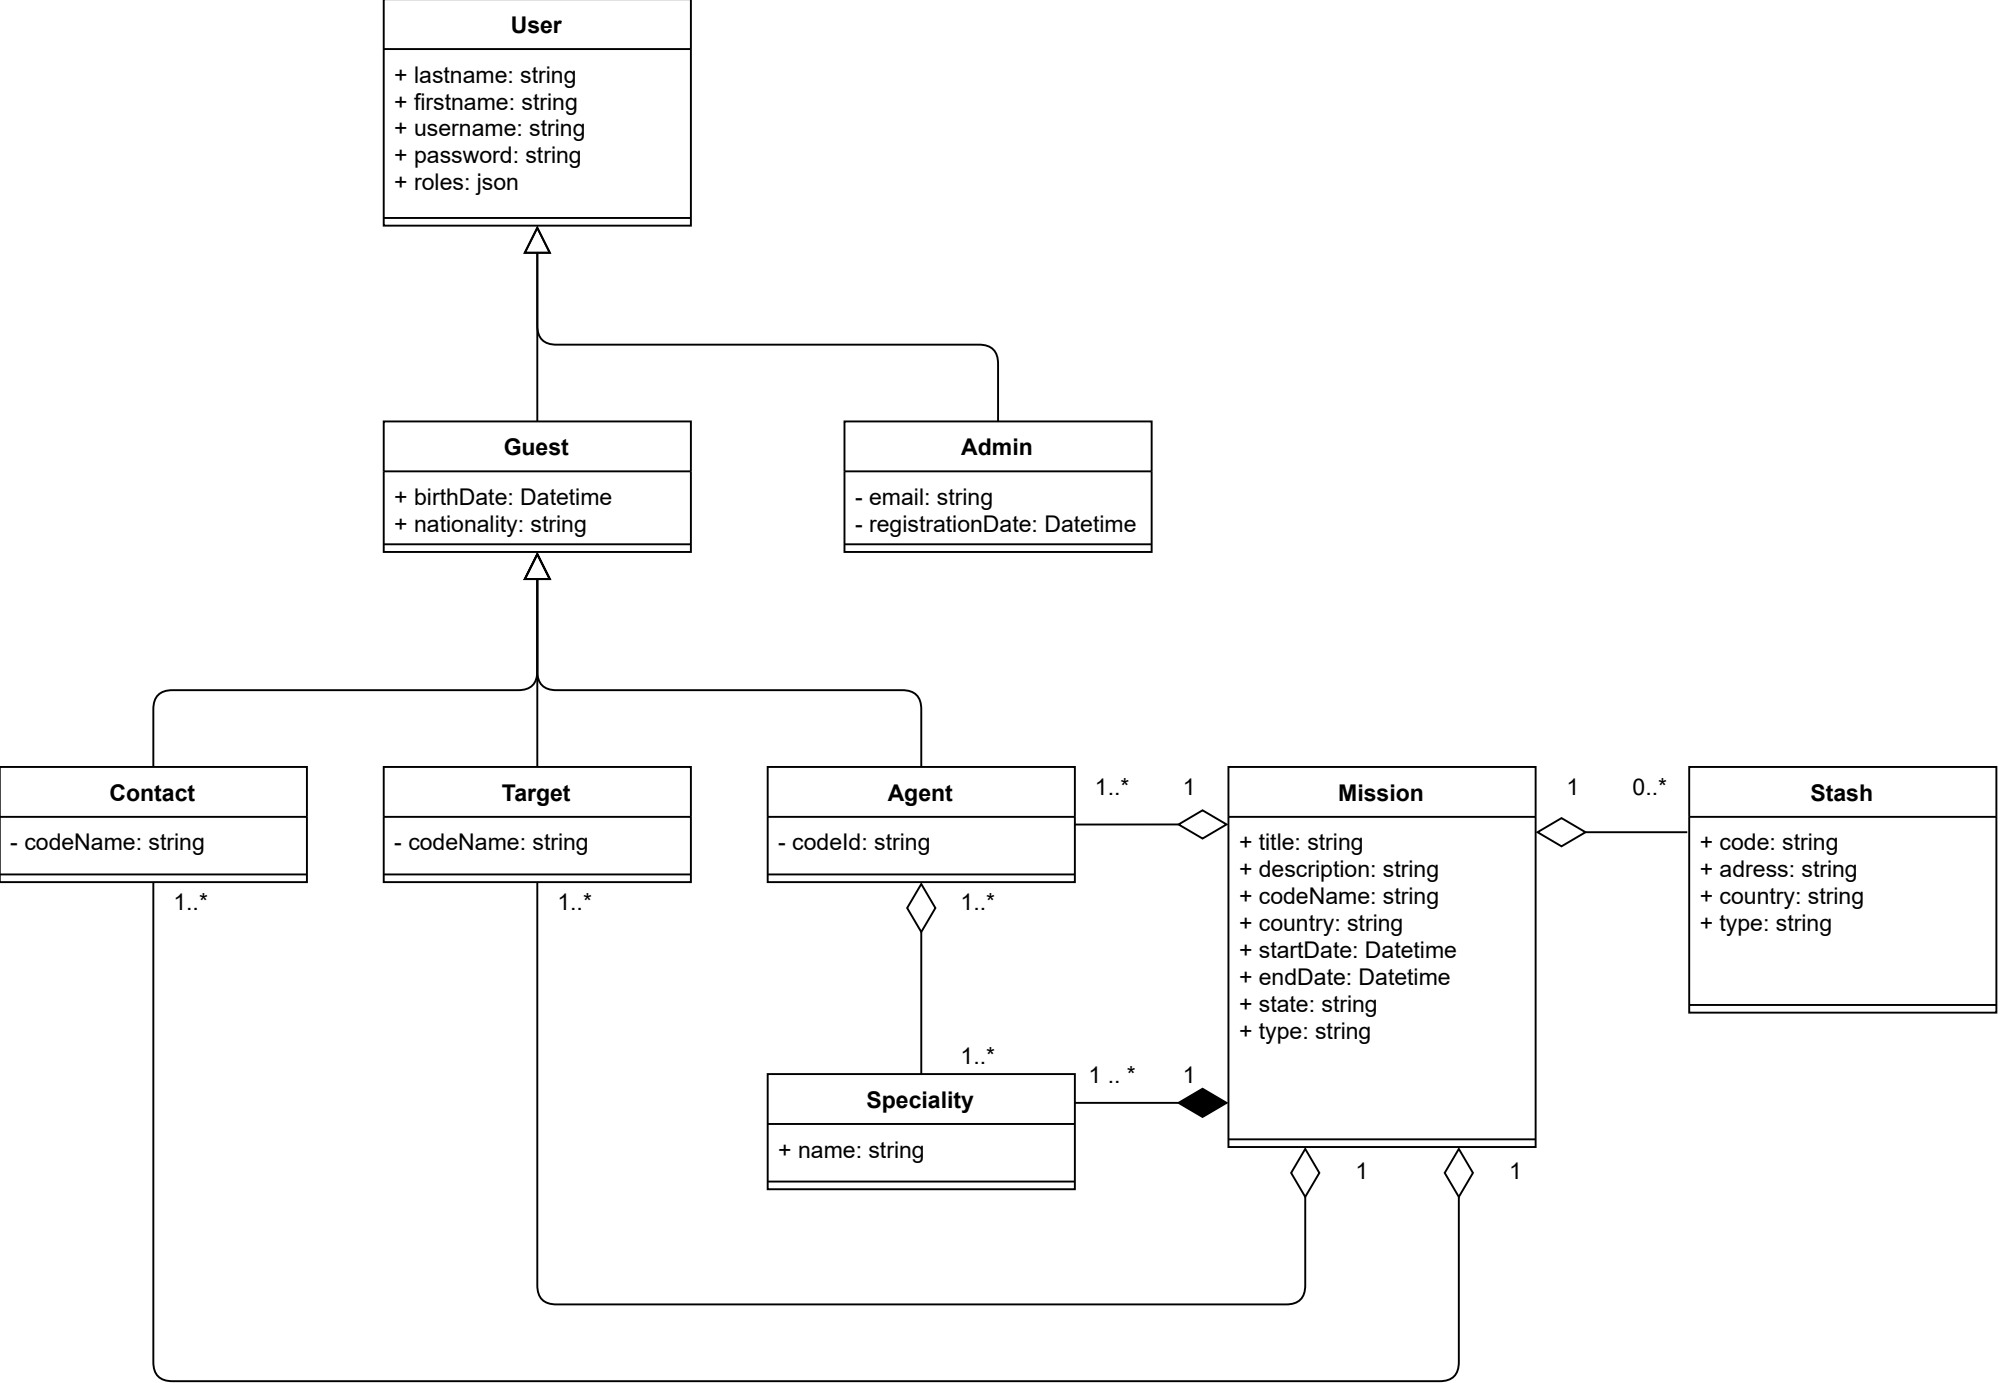 User
+ lastname: string
+ firstname: string
+ username: string
+ password: string
+ roles: json
Guest
+ birthDate: Datetime
+ nationality: string
Admin
- email: string
- registrationDate: Datetime
Contact
- codeName: string
1..*
Target
- codeName: string
1..*
Agent
- codeId: string
1..*
1..*
1
Mission
+ title: string
+ description: string
+ codeName: string
+ country: string
+ startDate: Datetime
+ endDate: Datetime
+ state: string
+ type: string
1
0..*
Stash
+ code: string
+ adress: string
+ country: string
+ type: string
1..*
Speciality
+ name: string
1 .. *
1
1
1